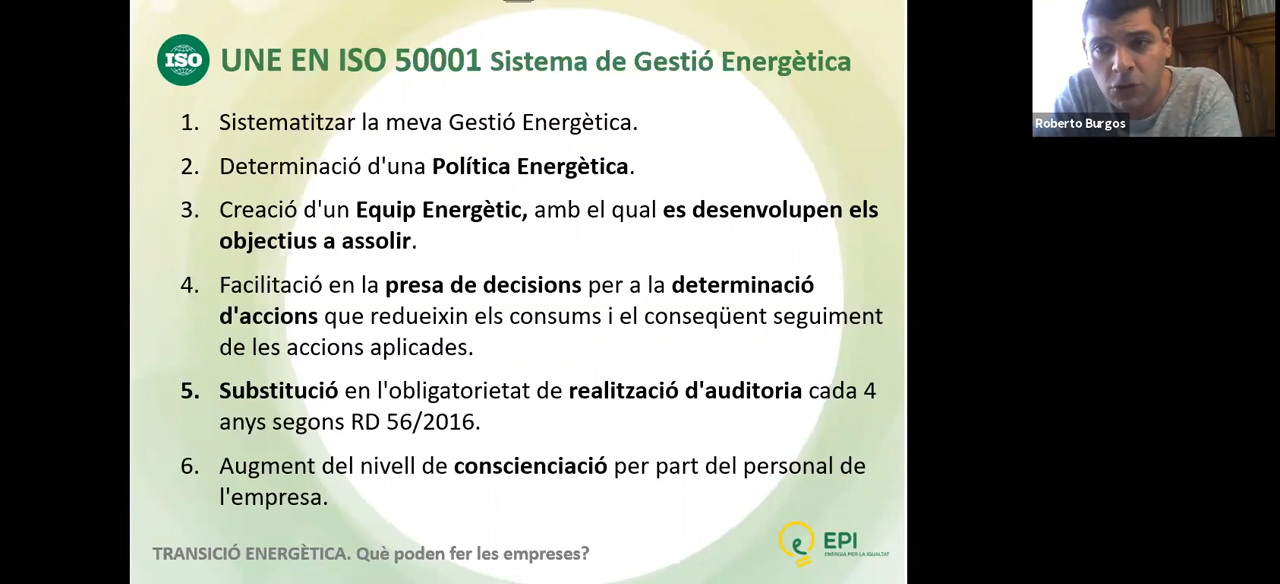 ISO
UNE EN ISO 50001 Sistema de Gestió Energètica
1. Sistematitzar la meva Gestió Energètica.
2. Determinació d'una Política Energètica.
3. Creació d'un Equip Energètic, amb el qual es desenvolupen els
objectius a assolir.
4. Facilitació en la presa de decisions per a la determinació
d'accions que redueixin els consums i el conseqüent seguiment
de les accions aplicades.
5. Substitució en l'obligatorietat de realització d'auditoria cada 4
anys segons RD 56/2016.
6. Augment del nivell de conscienciació per part del personal de
l'empresa.
TRANSICIÓ ENERGÈTICA. Què poden fer les empreses?
e
EPI
ENERGIA PER LA IGUALTAT
Roberto Burgos